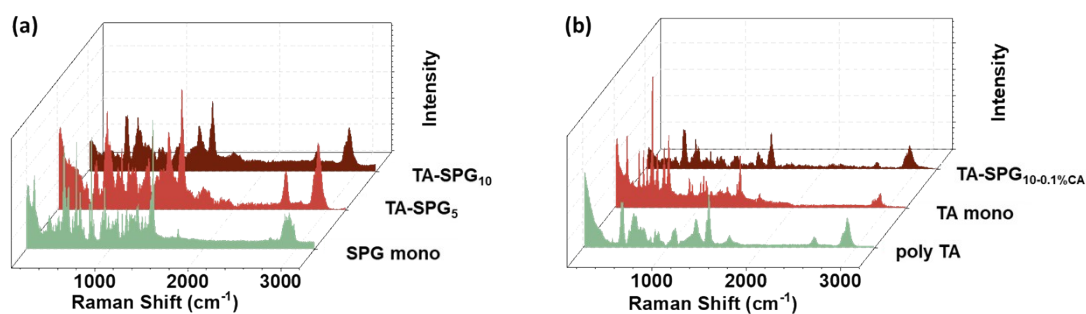 (a)
Intensity
TA-SPG₁₀
TA-SPG₅
SPG mono
1000 2000 3000
Raman Shift (cm⁻¹)
(b)
Intensity
TA-SPG₁₀₋₀.₁%CA
TA mono
poly TA
1000 2000 3000
Raman Shift (cm⁻¹)